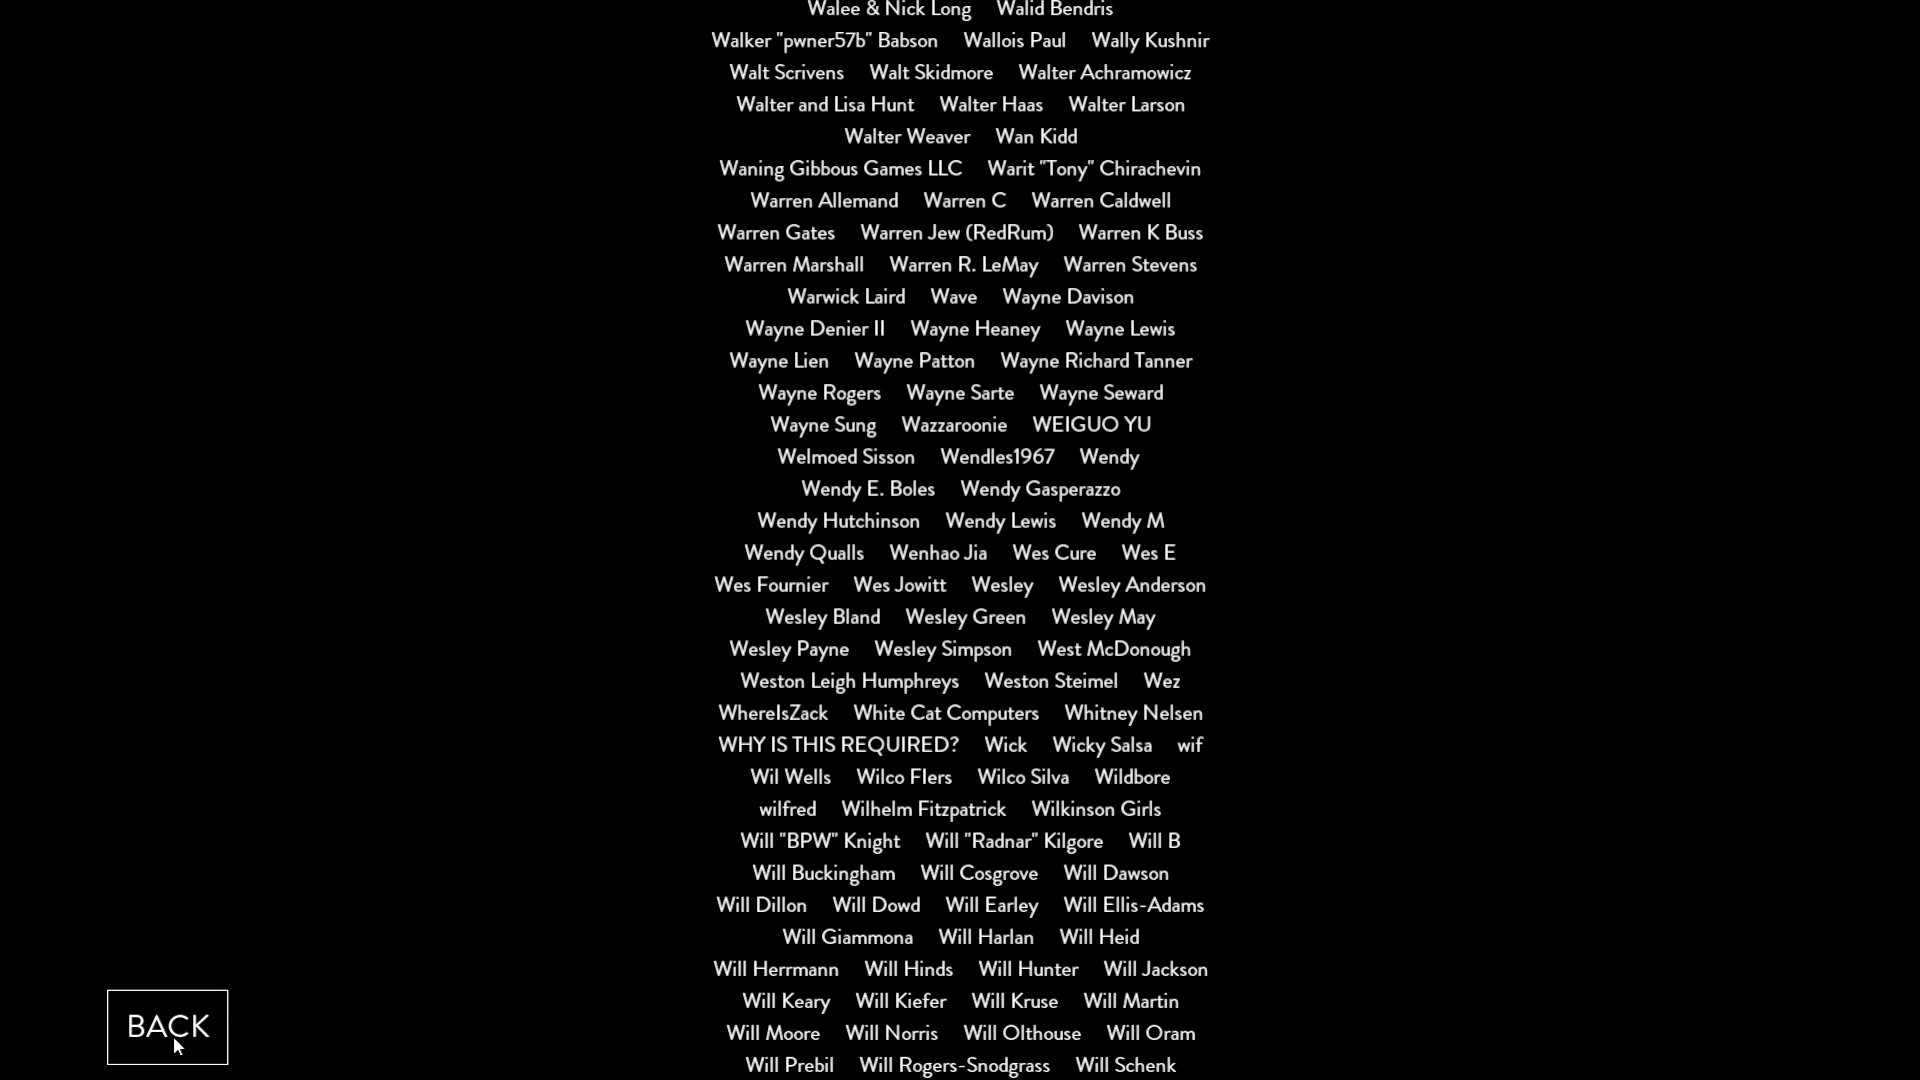 Walee & Nick Long Walid Bendris
Walker "pwner57b" Babson Wallois Paul Wally Kushnir
Walt Scrivens Walt Skidmore Walter Achramowicz
Walter and Lisa Hunt Walter Haas Walter Larson
Walter Weaver Wan Kidd
Waning Gibbous Games LLC Warit "Tony" Chirachevin
Warren Allemand Warren C Warren Caldwell
Warren Gates Warren Jew (RedRum) Warren K Buss
Warren Marshall Warren R. LeMay Warren Stevens
Warwick Laird Wave Wayne Davison
Wayne Denier II Wayne Heaney Wayne Lewis
Wayne Lien Wayne Patton Wayne Richard Tanner
Wayne Rogers Wayne Sarte Wayne Seward
Wayne Sung Wazzaroonie WEIGUO YU
Welmoed Sisson Wendles1967 Wendy
Wendy E. Boles Wendy Gasperazzo
Wendy Hutchinson Wendy Lewis Wendy M
Wendy Qualls Wenhao Jia Wes Cure Wes E
Wes Fournier Wes Jowitt Wesley Wesley Anderson
Wesley Bland Wesley Green Wesley May
Wesley Payne Wesley Simpson West McDonough
Weston Leigh Humphreys Weston Steimel Wez
WhereIsZack White Cat Computers Whitney Nelsen
WHY IS THIS REQUIRED? Wick Wicky Salsa wif
Wil Wells Wilco Flers Wilco Silva Wildbore
wilfred Wilhelm Fitzpatrick Wilkinson Girls
Will "BPW" Knight Will "Radnar" Kilgore Will B
Will Buckingham Will Cosgrove Will Dawson
Will Dillon Will Dowd Will Earley Will Ellis-Adams
Will Giammona Will Harlan Will Heid
Will Herrmann Will Hinds Will Hunter Will Jackson
Will Keary Will Kiefer Will Kruse Will Martin
Will Moore Will Norris Will Olthouse Will Oram
Will Prebil Will Rogers-Snodgrass Will Schenk
BACK